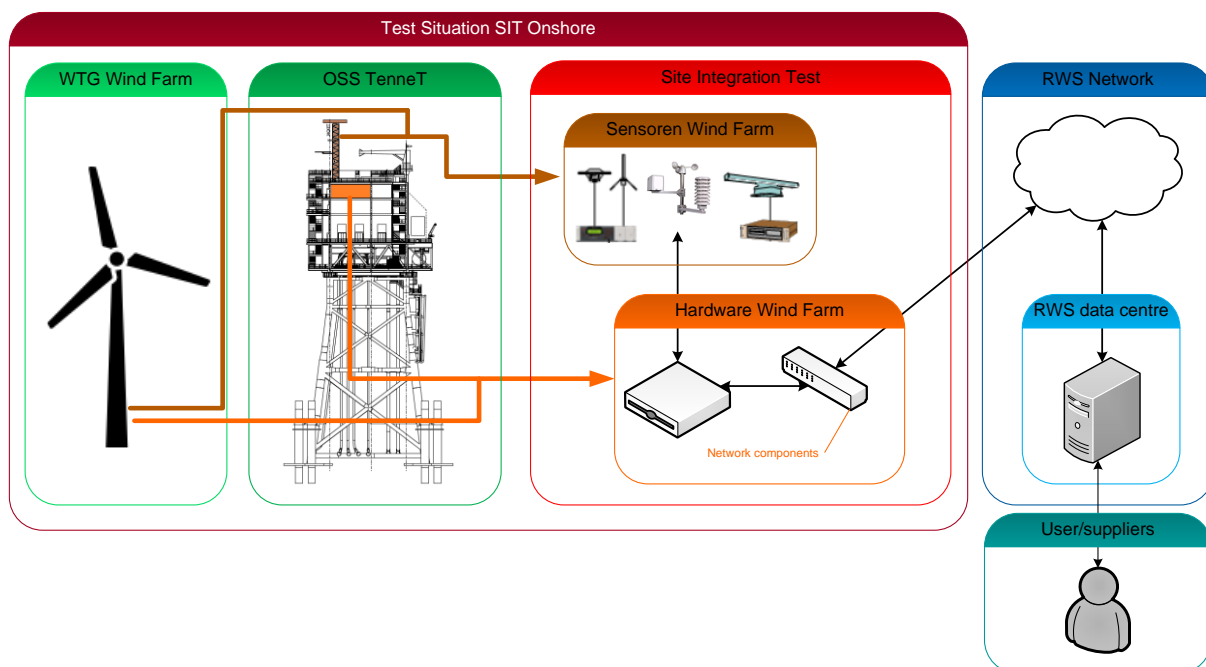 Test Situation SIT Onshore
WTG Wind Farm
OSS TenneT
Site Integration Test
RWS Network
Sensoren Wind Farm
Hardware Wind Farm
RWS data centre
Network components
User/suppliers